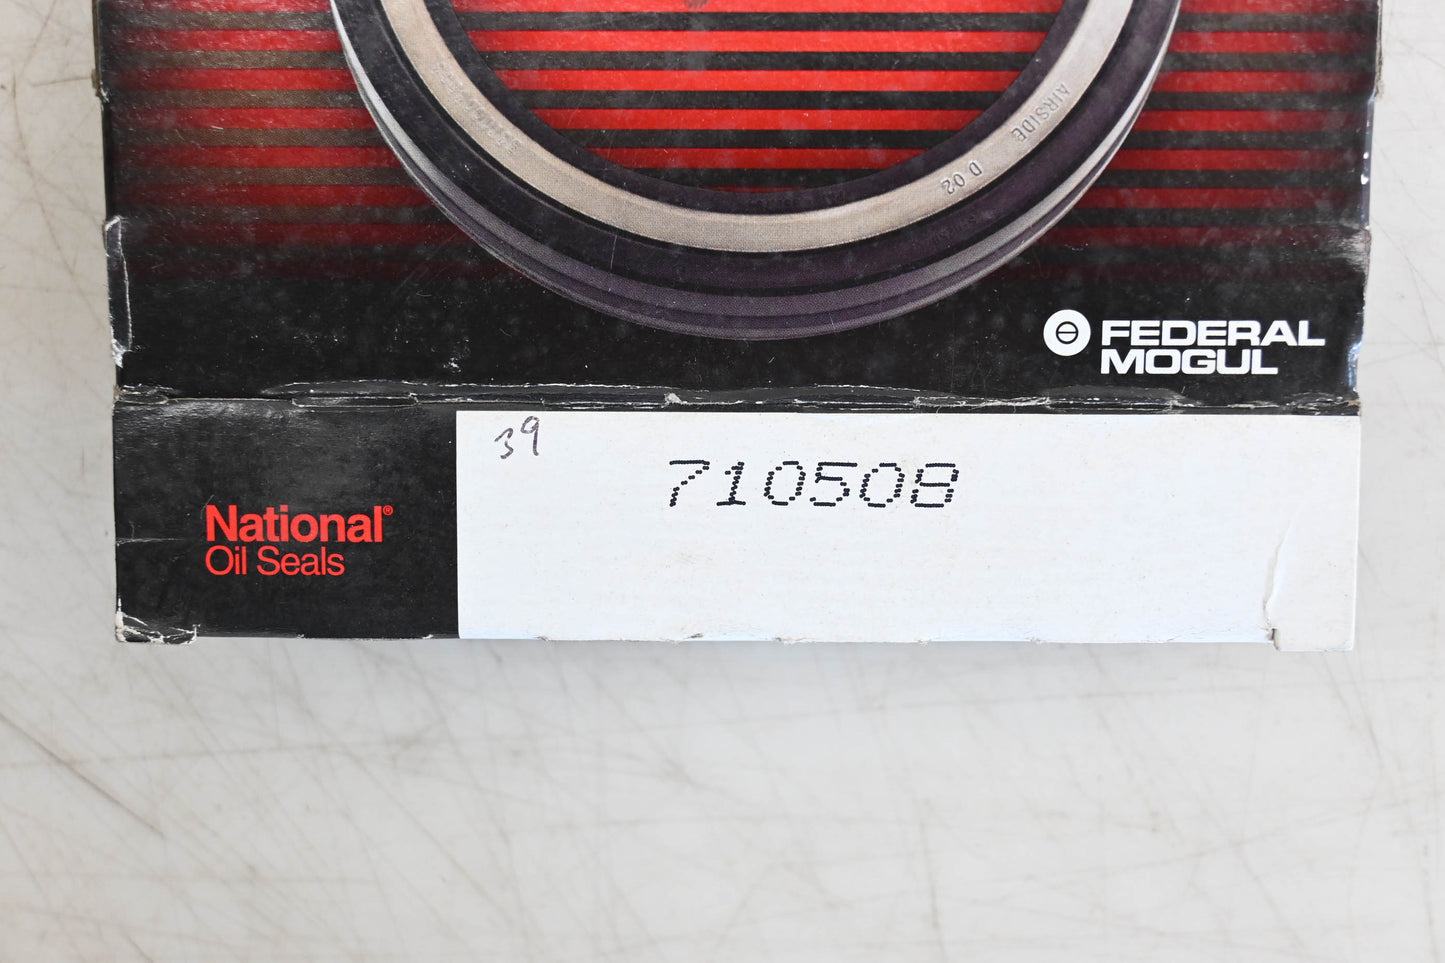 AIRSIDE
D 02
FEDERAL
MOGUL
39
710508
National®
Oil Seals